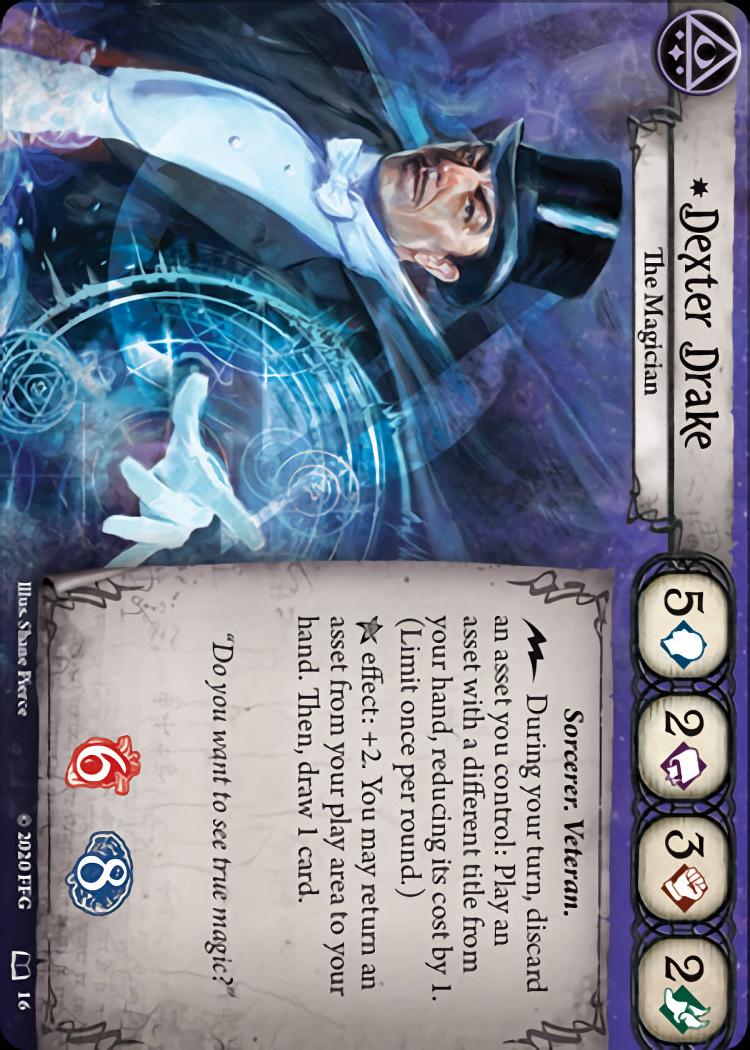 Dexter Drake
The Magician
5 2 3 2
Sorcerer. Veteran.
During your turn, discard
an asset you control: Play an
asset with a different title from
your hand, reducing its cost by 1.
(Limit once per round.)
effect: +2. You may return an
asset from your play area to your
hand. Then, draw 1 card.
"Do you want to see true magic?"
6 8
Illus. Shane Pierce
© 2020 FFG
16